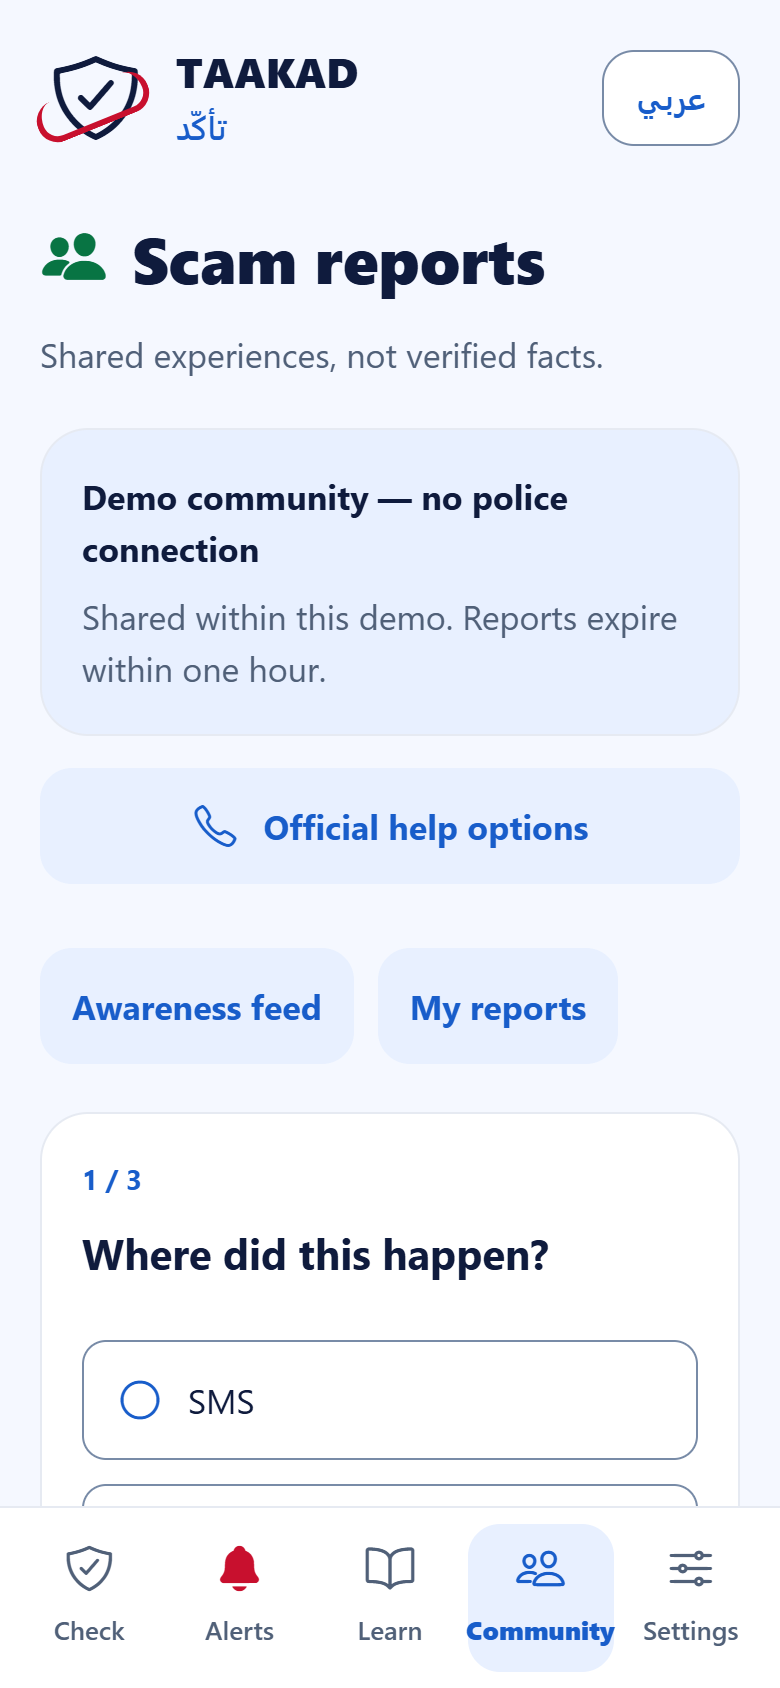 TAAKAD
تأكّد
عربي
Scam reports
Shared experiences, not verified facts.
Demo community — no police
connection
Shared within this demo. Reports expire
within one hour.
Official help options
Awareness feed
My reports
1 / 3
Where did this happen?
SMS
Check
Alerts
Learn
Community
Settings